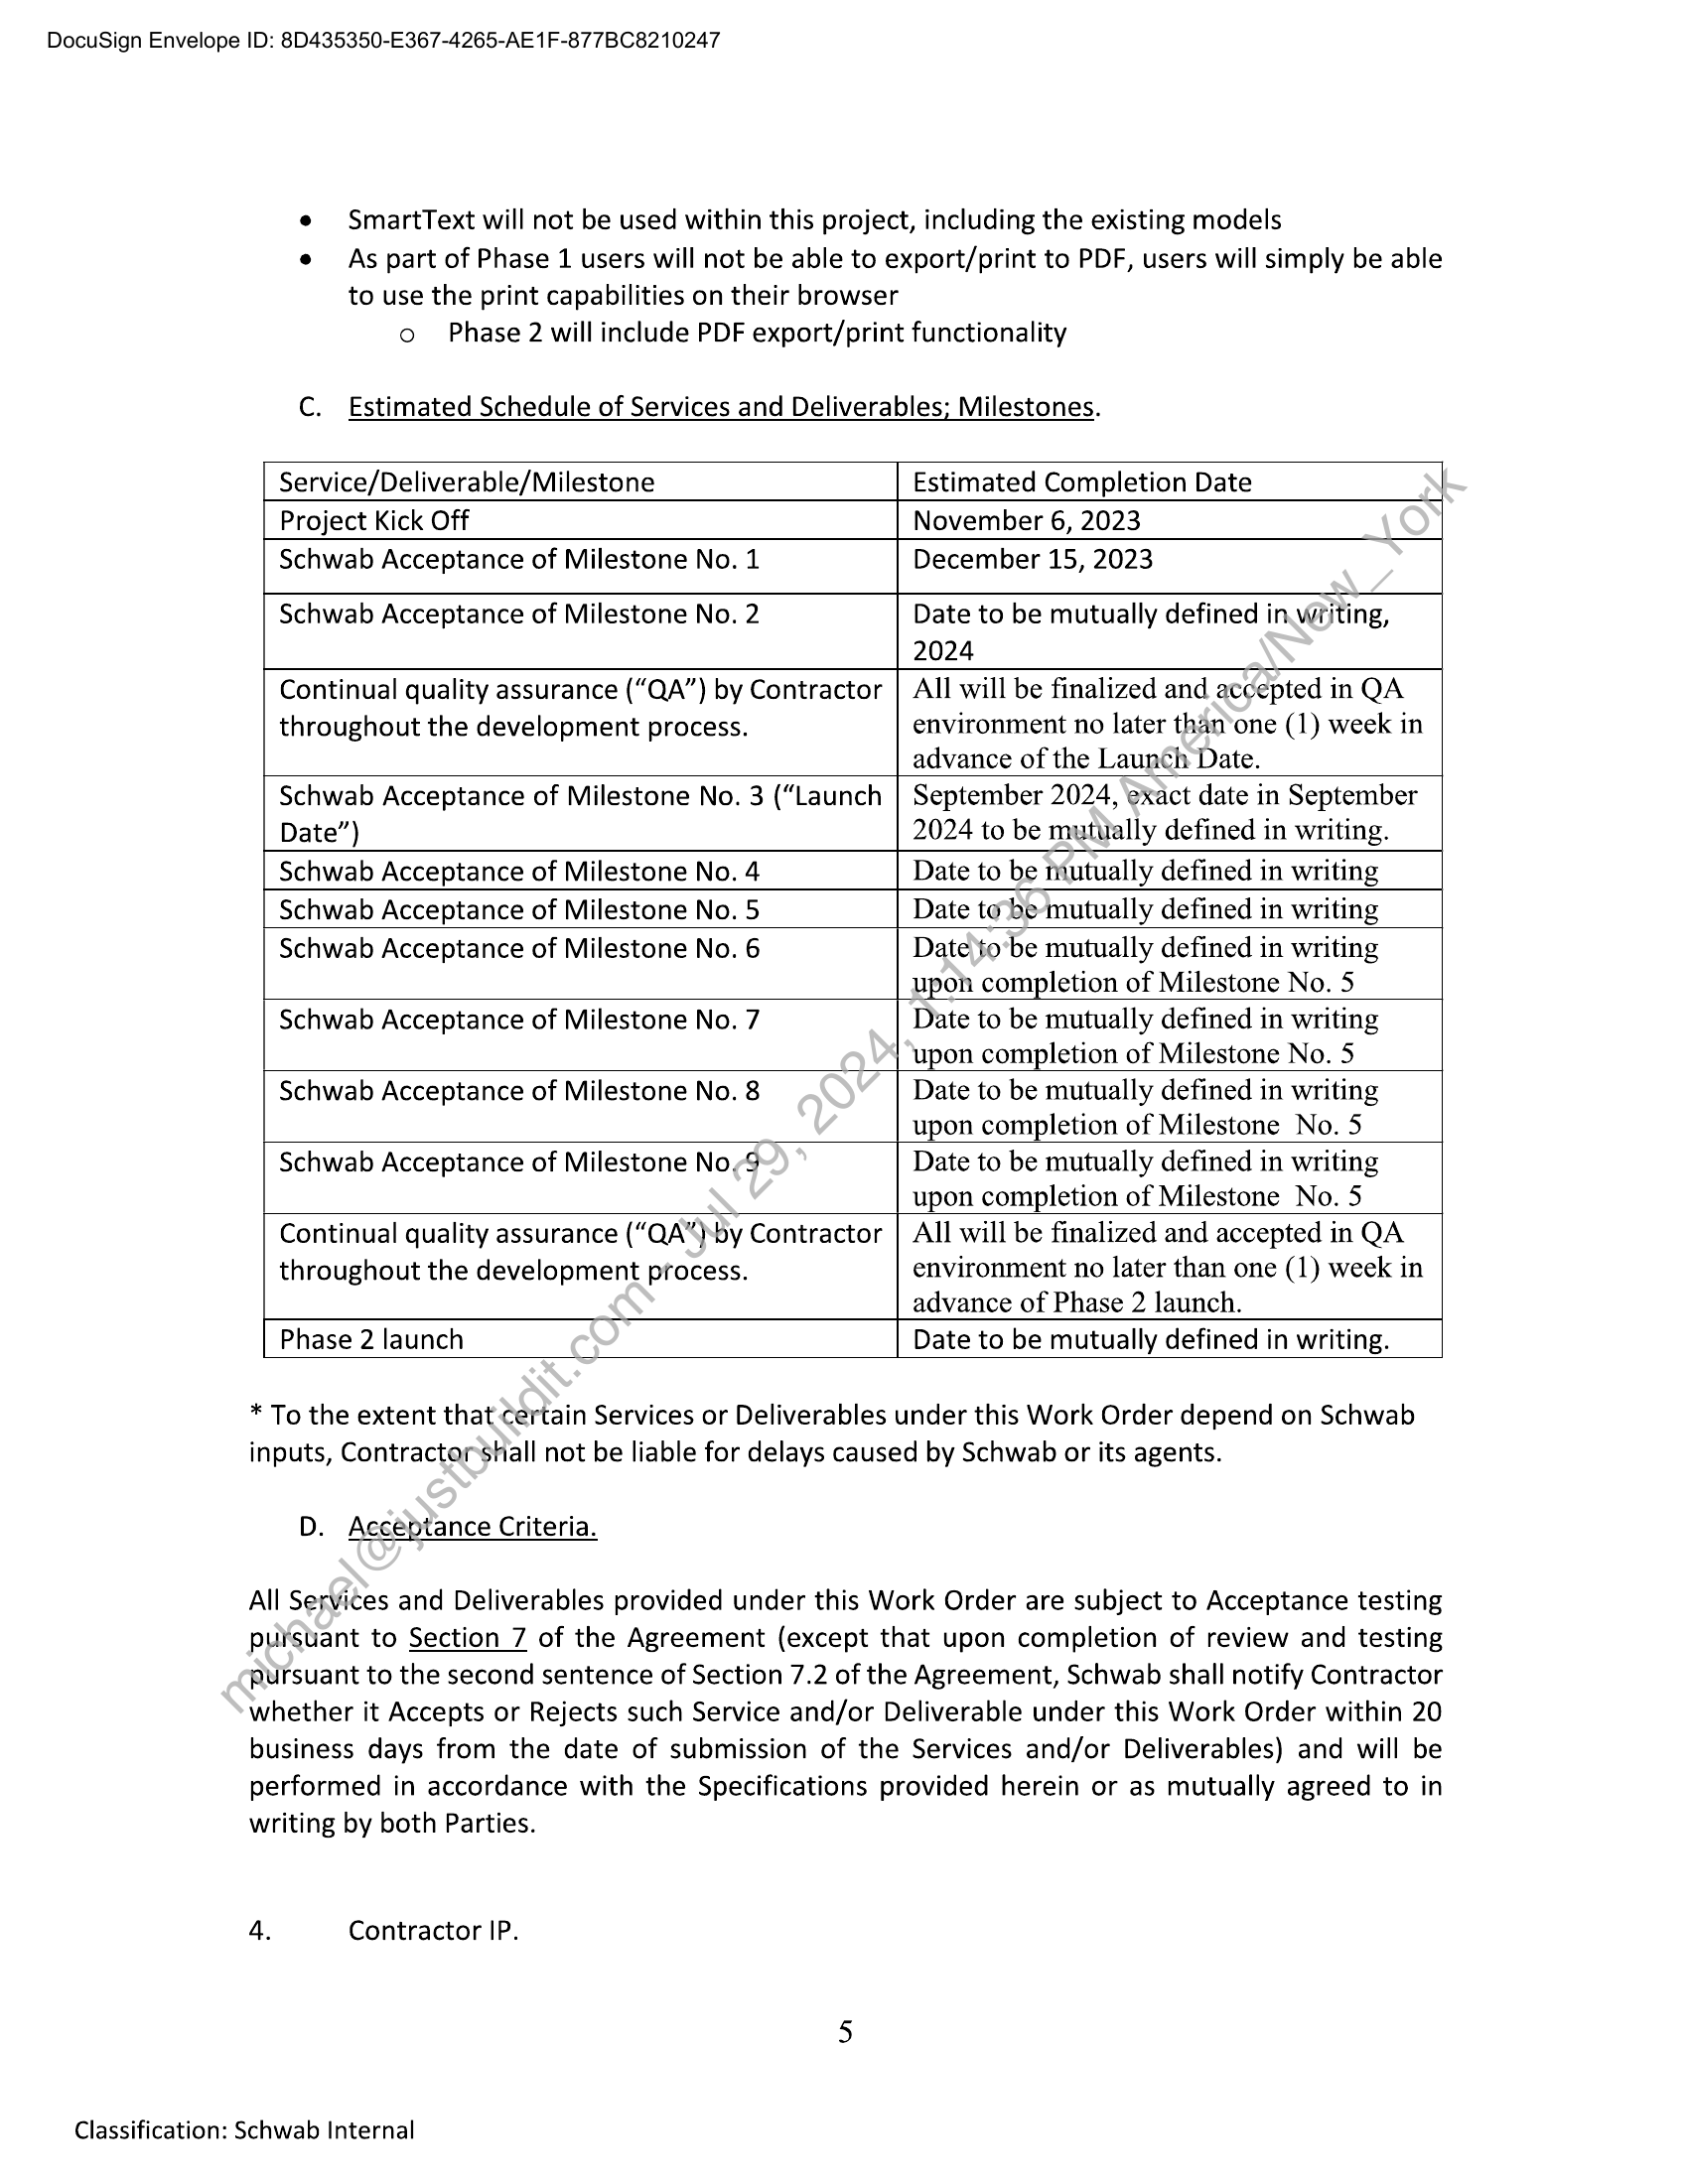 DocuSign Envelope ID: 8D435350-E367-4265-AE1F-877BC8210247
• SmartText will not be used within this project, including the existing models
• As part of Phase 1 users will not be able to export/print to PDF, users will simply be able
to use the print capabilities on their browser
o Phase 2 will include PDF export/print functionality
C. Estimated Schedule of Services and Deliverables; Milestones.
Service/Deliverable/Milestone Estimated Completion Date
Project Kick Off November 6, 2023
Schwab Acceptance of Milestone No. 1 December 15, 2023
Schwab Acceptance of Milestone No. 2 Date to be mutually defined in writing,
2024
Continual quality assurance (“QA”) by Contractor All will be finalized and accepted in QA
throughout the development process. environment no later than one (1) week in
advance of the Launch Date.
Schwab Acceptance of Milestone No. 3 (“Launch September 2024, exact date in September
Date”) 2024 to be mutually defined in writing.
Schwab Acceptance of Milestone No. 4 Date to be mutually defined in writing
Schwab Acceptance of Milestone No. 5 Date to be mutually defined in writing
Schwab Acceptance of Milestone No. 6 Date to be mutually defined in writing
upon completion of Milestone No. 5
Schwab Acceptance of Milestone No. 7 Date to be mutually defined in writing
upon completion of Milestone No. 5
Schwab Acceptance of Milestone No. 8 Date to be mutually defined in writing
upon completion of Milestone  No. 5
Schwab Acceptance of Milestone No. 9 Date to be mutually defined in writing
upon completion of Milestone  No. 5
Continual quality assurance (“QA”) by Contractor All will be finalized and accepted in QA
throughout the development process. environment no later than one (1) week in
advance of Phase 2 launch.
Phase 2 launch Date to be mutually defined in writing.
* To the extent that certain Services or Deliverables under this Work Order depend on Schwab
inputs, Contractor shall not be liable for delays caused by Schwab or its agents.
D. Acceptance Criteria.
All Services and Deliverables provided under this Work Order are subject to Acceptance testing
pursuant to Section 7 of the Agreement (except that upon completion of review and testing
pursuant to the second sentence of Section 7.2 of the Agreement, Schwab shall notify Contractor
whether it Accepts or Rejects such Service and/or Deliverable under this Work Order within 20
business days from the date of submission of the Services and/or Deliverables) and will be
performed in accordance with the Specifications provided herein or as mutually agreed to in
writing by both Parties.
4. Contractor IP.
5
Classification: Schwab Internal
michael@justbuildit.com - Jul 29, 2024, 1:14:36 PM America/New_York